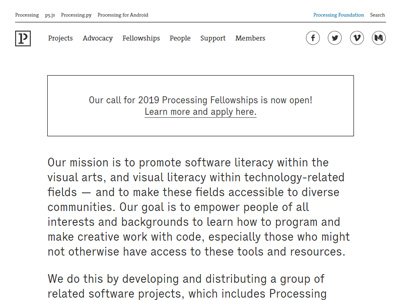 Processing p5.js Processing.py Processing for Android Processing Foundation Search
P Projects Advocacy Fellowships People Support Members
Our call for 2019 Processing Fellowships is now open!
Learn more and apply here.
Our mission is to promote software literacy within the
visual arts, and visual literacy within technology-related
fields — and to make these fields accessible to diverse
communities. Our goal is to empower people of all
interests and backgrounds to learn how to program and
make creative work with code, especially those who might
not otherwise have access to these tools and resources.
We do this by developing and distributing a group of
related software projects, which includes Processing